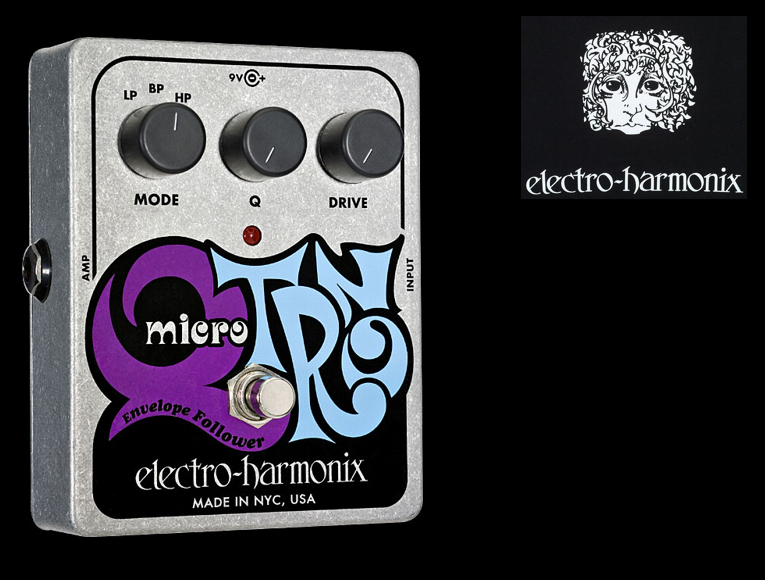 9V +
LP BP HP
MODE Q DRIVE
AMP
INPUT
micro
Q TRON
Envelope Follower
electro-harmonix
MADE IN NYC, USA
electro-harmonix